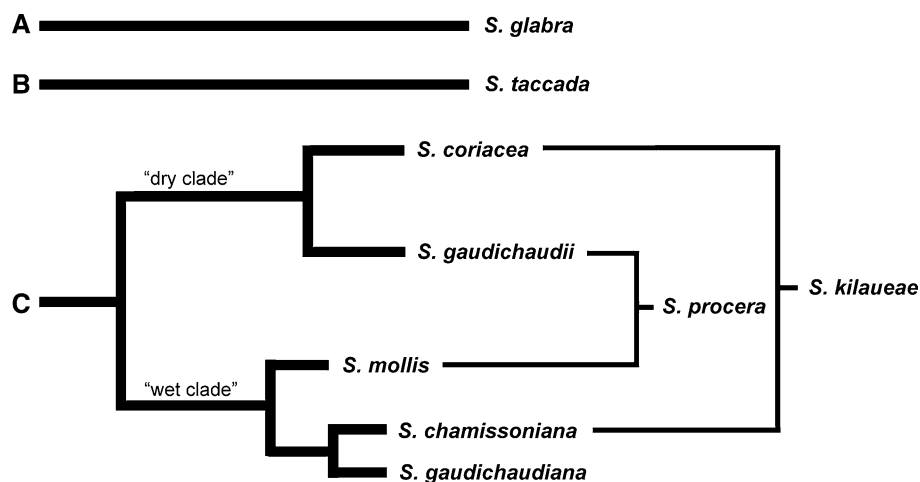 A S. glabra
B S. taccada
S. coriacea
“dry clade”
S. gaudichaudii
C
S. kilaueae
S. procera
S. mollis
“wet clade”
S. chamissoniana
S. gaudichaudiana